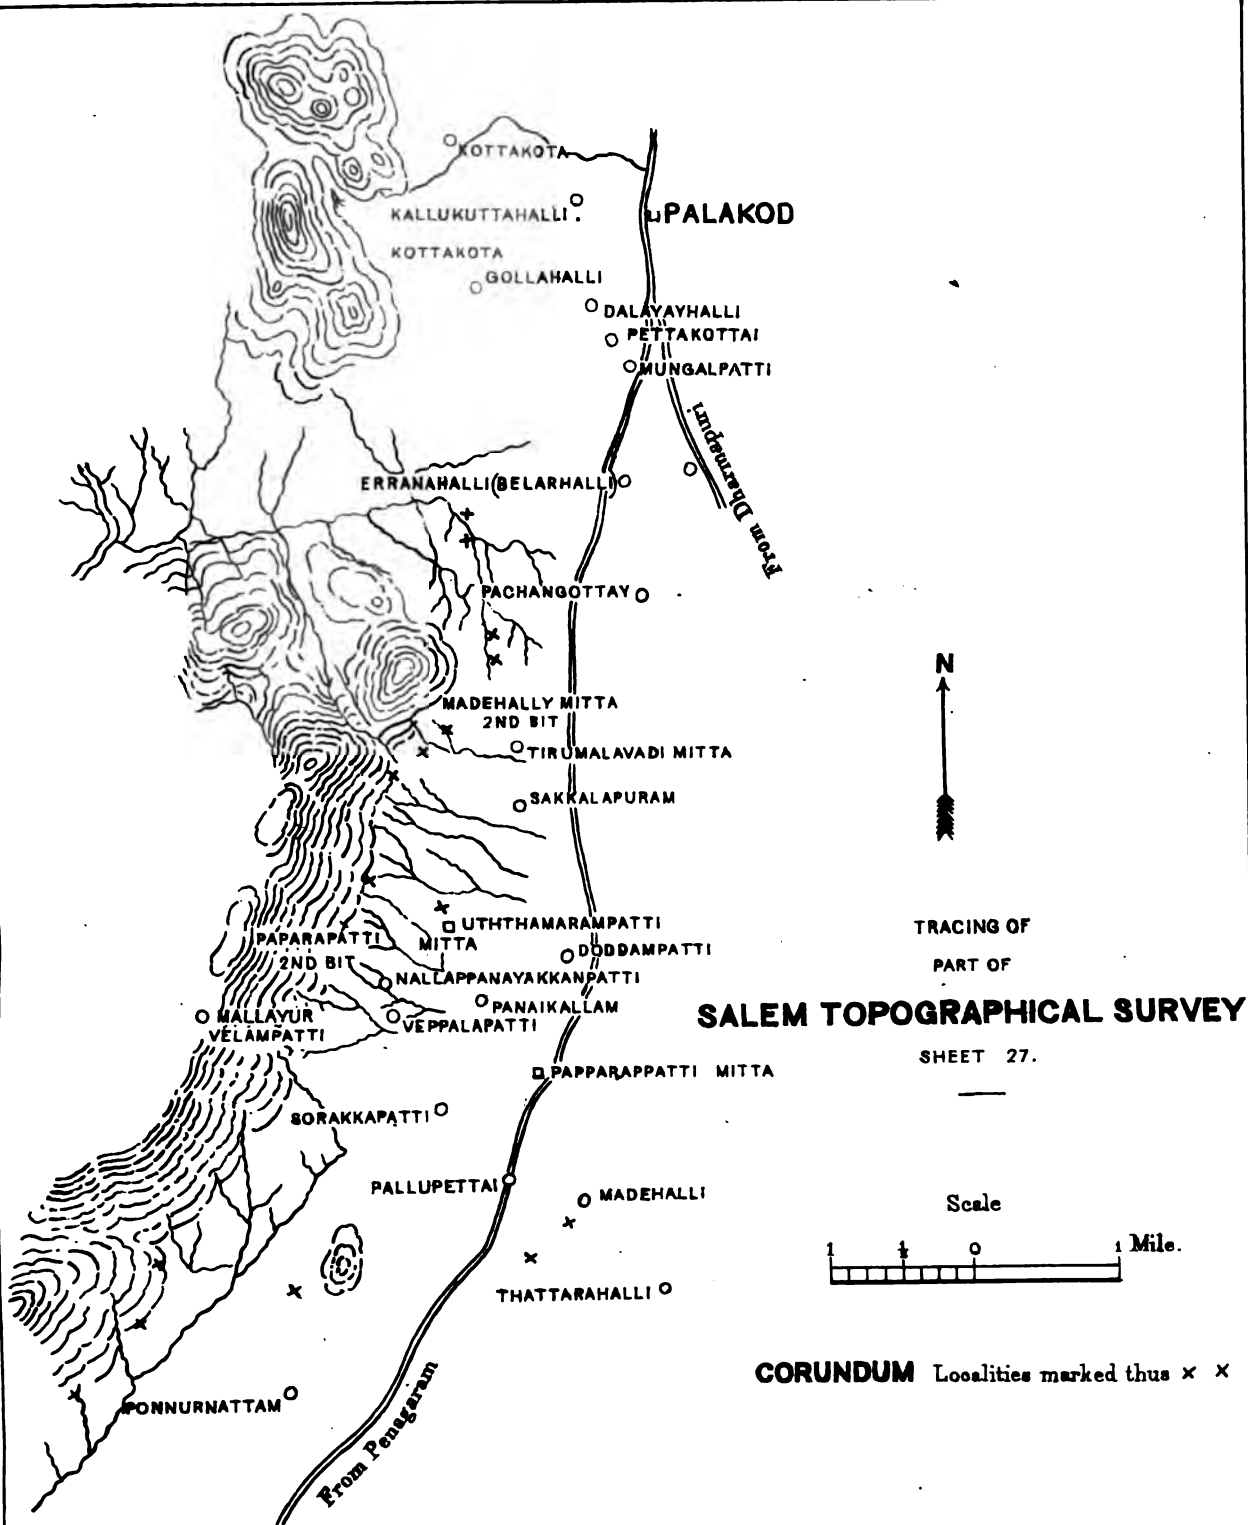 KOTTAKOTA
PALAKOD
KALLUKUTTAHALLI
KOTTAKOTA
GOLLAHALLI
DALAYAYHALLI
PETTAKOTTAI
MUNGALPATTI
From Dharmapuri
ERRANAHALLI(BELARHALLI)
PACHANGOTTAY
N
MADEHALLY MITTA
2ND BIT
TIRUMALAVADI MITTA
SAKKALAPURAM
UTHTHAMARAMPATTI
MITTA
PAPARAPATTI
2ND BIT
DODDAMPATTI
NALLAPPANAYAKKANPATTI
PANAIKALLAM
MALLAYUR
VELAMPATTI
VEPPALAPATTI
TRACING OF
PART OF
SALEM TOPOGRAPHICAL SURVEY
SHEET 27.
PAPPARAPPATTI MITTA
SORAKKAPATTI
PALLUPETTAI
MADEHALLI
THATTARAHALLI
Scale
1 ½ 0 1 Mile.
CORUNDUM Localities marked thus x x
PONNURNATTAM
From Penagaram